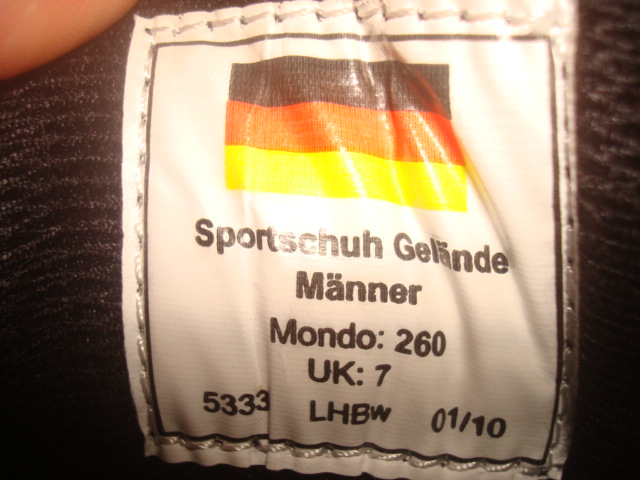 Sportschuh Gelände
Männer
Mondo: 260
UK: 7
5333 LHBw 01/10